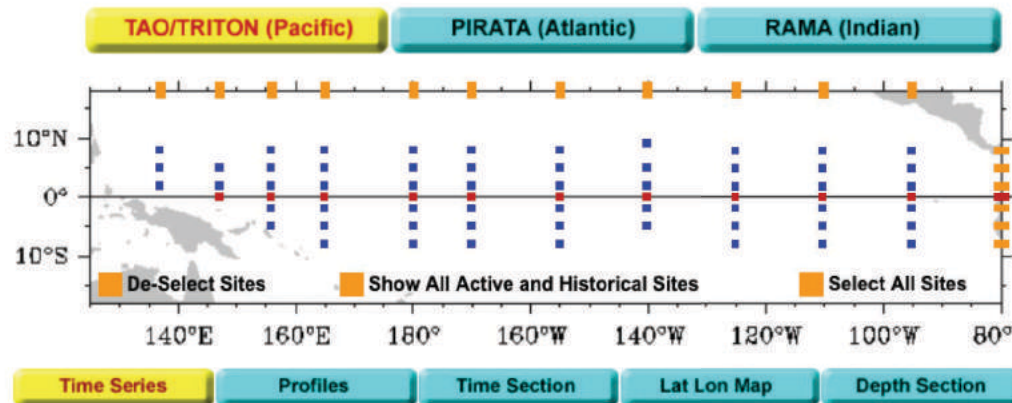 TAO/TRITON (Pacific) PIRATA (Atlantic) RAMA (Indian)
10°N
0°
10°S
De-Select Sites Show All Active and Historical Sites Select All Sites
140°E 160°E 180° 160°W 140°W 120°W 100°W 80°
Time Series Profiles Time Section Lat Lon Map Depth Section